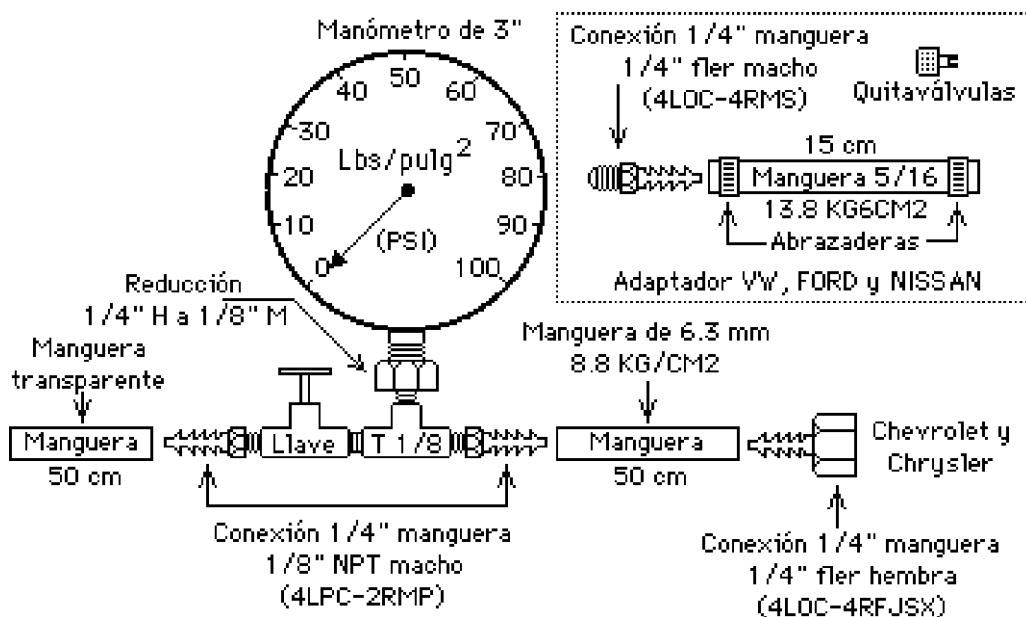 Manómetro de 3"
50
40
60
30
70
Lbs/pulg2
20
80
10
90
(PSI)
0
100
Conexión 1/4" manguera
1/4" fler macho
(4LOC-4RMS)
Quitaválvulas
15 cm
Manguera 5/16
13.8 KG6CM2
Abrazaderas
Adaptador VW, FORD y NISSAN
Reducción
1/4" H a 1/8" M
Manguera
transparente
Manguera de 6.3 mm
8.8 KG/CM2
Manguera
50 cm
Llave
T 1/8
Manguera
50 cm
Chevrolet y
Chrysler
Conexión 1/4" manguera
1/8" NPT macho
(4LPC-2RMP)
Conexión 1/4" manguera
1/4" fler hembra
(4LOC-4RFJSX)